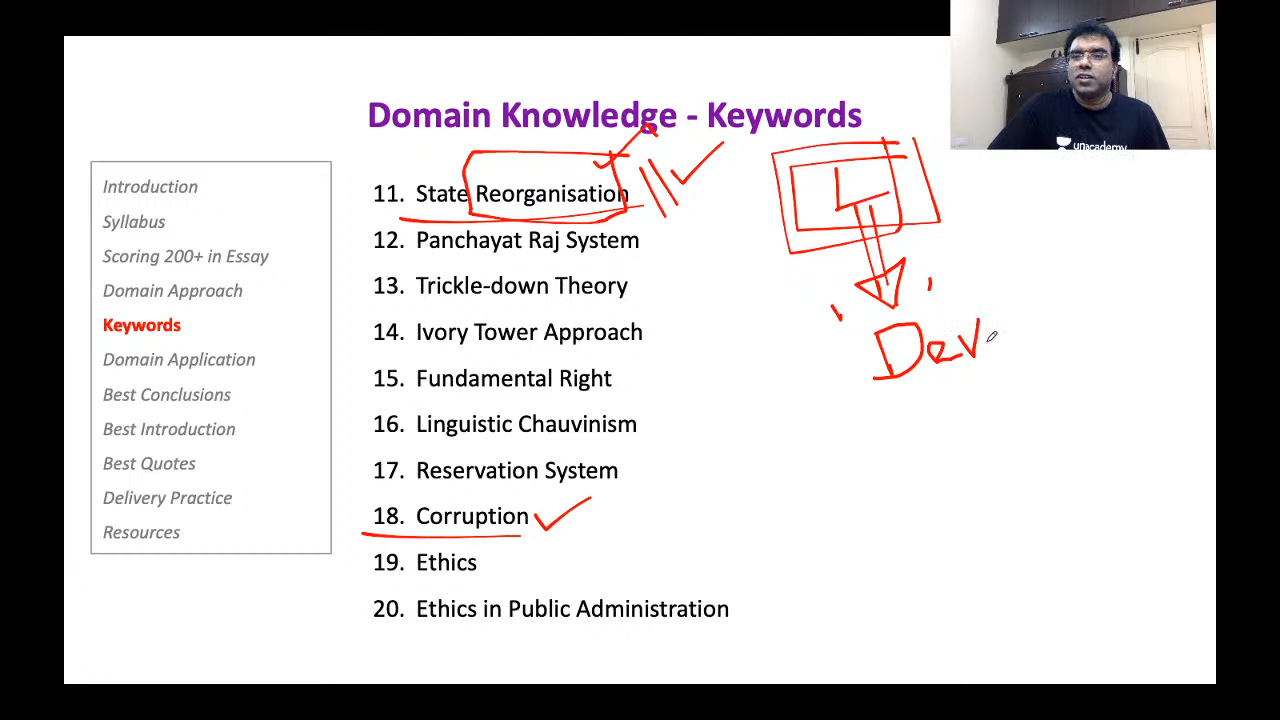 Domain Knowledge - Keywords
unacademy
Introduction
Syllabus
Scoring 200+ in Essay
Domain Approach
Keywords
Domain Application
Best Conclusions
Best Introduction
Best Quotes
Delivery Practice
Resources
11. State Reorganisation
12. Panchayat Raj System
13. Trickle-down Theory
14. Ivory Tower Approach
15. Fundamental Right
16. Linguistic Chauvinism
17. Reservation System
18. Corruption
19. Ethics
20. Ethics in Public Administration
L
Dev